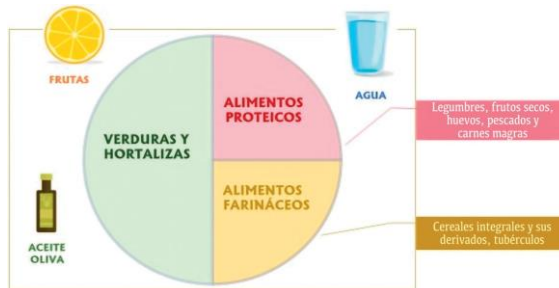 FRUTAS
AGUA
ALIMENTOS
PROTEICOS
VERDURAS Y
HORTALIZAS
Legumbres, frutos secos,
huevos, pescados y
carnes magras
ALIMENTOS
FARINÁCEOS
ACEITE
OLIVA
Cereales integrales y sus
derivados, tubérculos